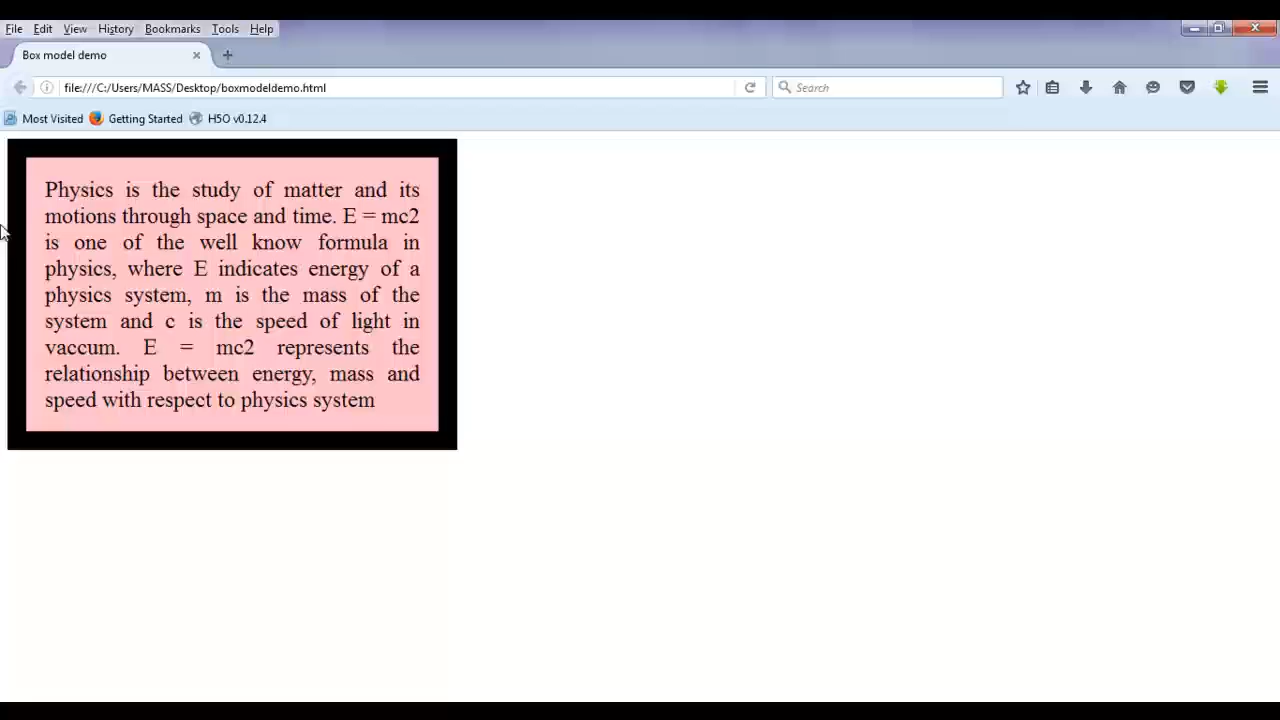 File Edit View History Bookmarks Tools Help
Box model demo
file:///C:/Users/MASS/Desktop/boxmodeldemo.html
Search
Most Visited Getting Started H5O v0.12.4
Physics is the study of matter and its
motions through space and time. E = mc2
is one of the well know formula in
physics, where E indicates energy of a
physics system, m is the mass of the
system and c is the speed of light in
vaccum. E = mc2 represents the
relationship between energy, mass and
speed with respect to physics system